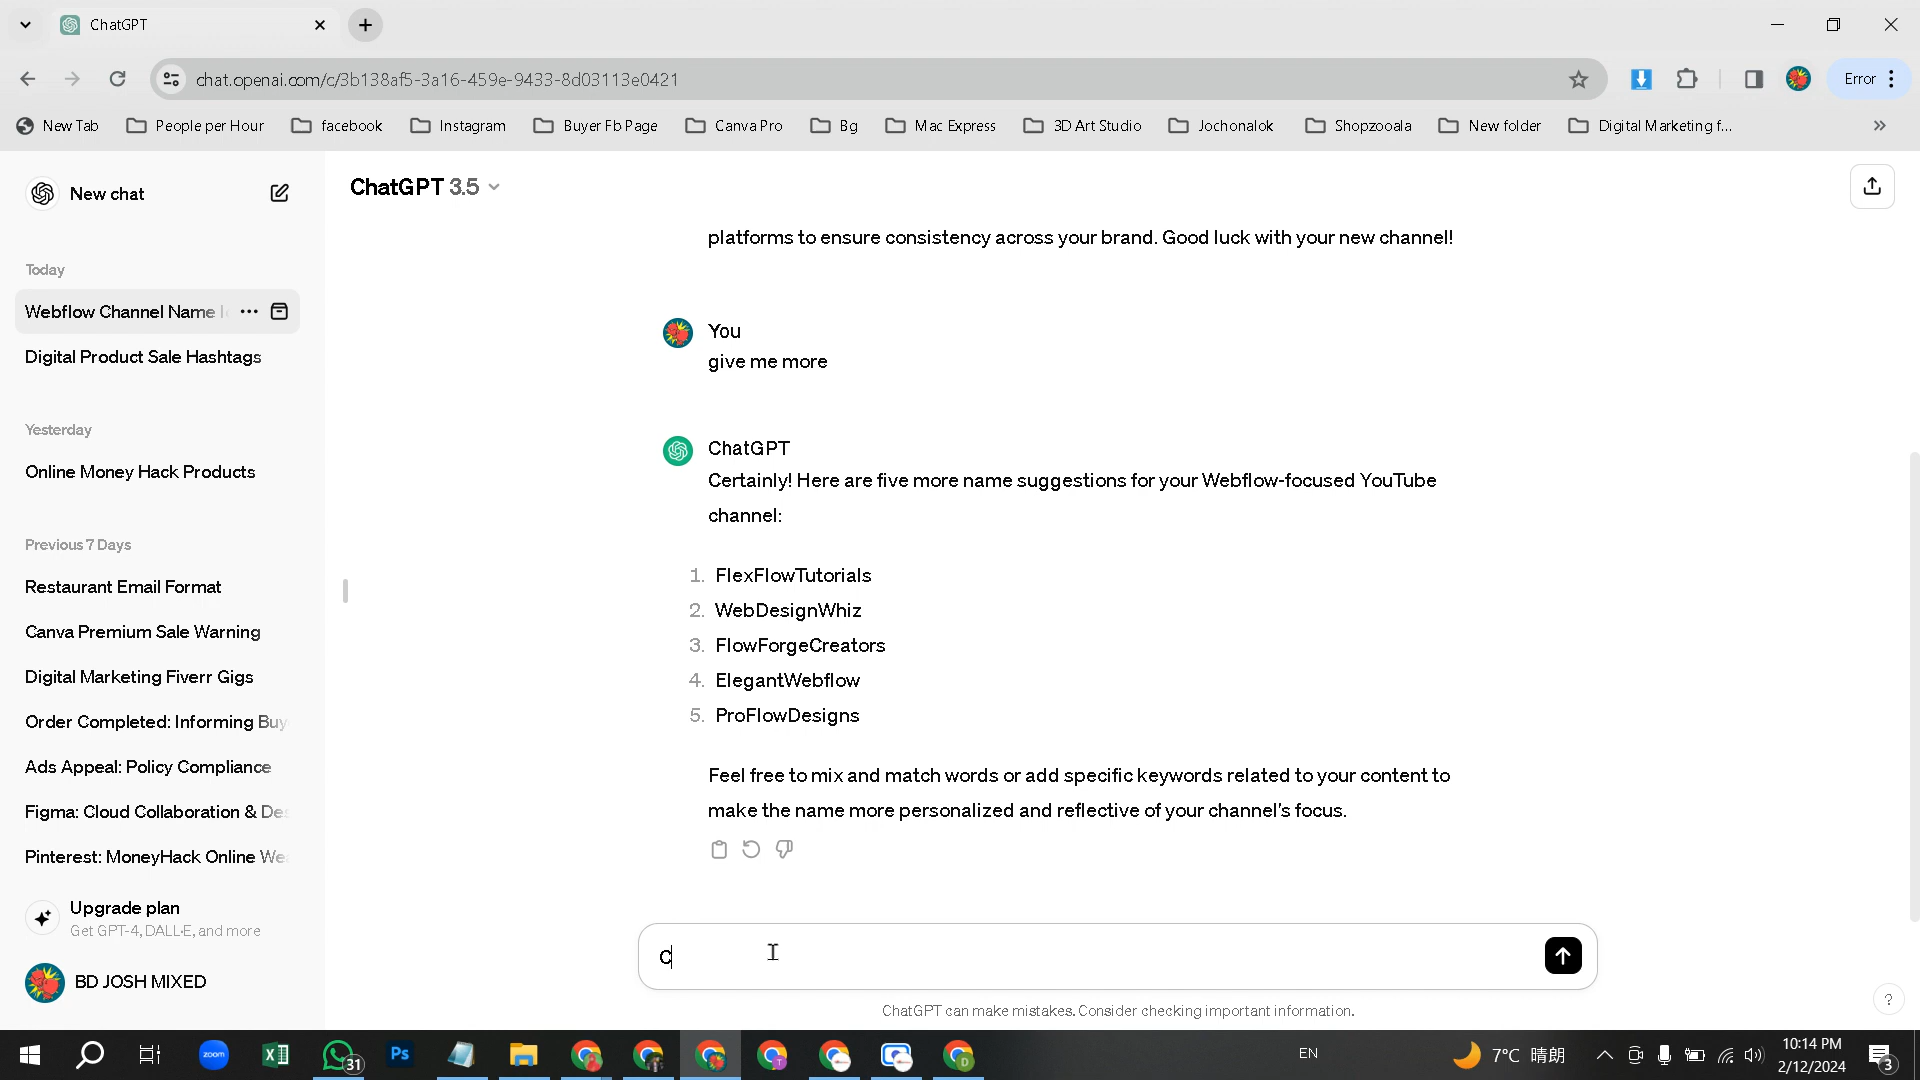 ChatGPT
chat.openai.com/c/3b138af5-3a16-459e-9433-8d03113e0421
Error
New Tab People per Hour facebook Instagram Buyer Fb Page Canva Pro Bg Mac Express 3D Art Studio Jochonalok Shopzooala New folder Digital Marketing f... »
New chat
ChatGPT 3.5
Today
Webflow Channel Name
Digital Product Sale Hashtags
Yesterday
Online Money Hack Products
Previous 7 Days
Restaurant Email Format
Canva Premium Sale Warning
Digital Marketing Fiverr Gigs
Order Completed: Informing Buy
Ads Appeal: Policy Compliance
Figma: Cloud Collaboration & Des
Pinterest: MoneyHack Online We
Upgrade plan
Get GPT-4, DALL·E, and more
BD JOSH MIXED
platforms to ensure consistency across your brand. Good luck with your new channel!
You
give me more
ChatGPT
Certainly! Here are five more name suggestions for your Webflow-focused YouTube
channel:
1. FlexFlowTutorials
2. WebDesignWhiz
3. FlowForgeCreators
4. ElegantWebflow
5. ProFlowDesigns
Feel free to mix and match words or add specific keywords related to your content to
make the name more personalized and reflective of your channel's focus.
C
ChatGPT can make mistakes. Consider checking important information.
?
zoom
31
Ps
T
D
EN
7°C 晴朗
10:14 PM
2/12/2024
3